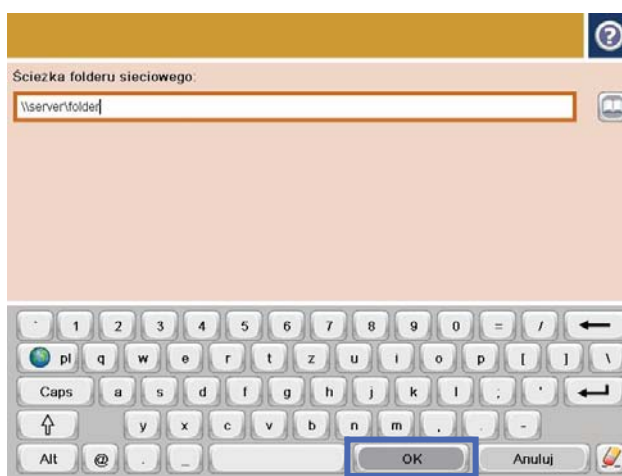 ?
Ścieżka folderu sieciowego:
\\server\folder
1 2 3 4 5 6 7 8 9 0 = /
pl q w e r t z u i o p [ ] \
Caps a s d f g h j k l ; '
y x c v b n m , . -
Alt @ . _ OK Anuluj